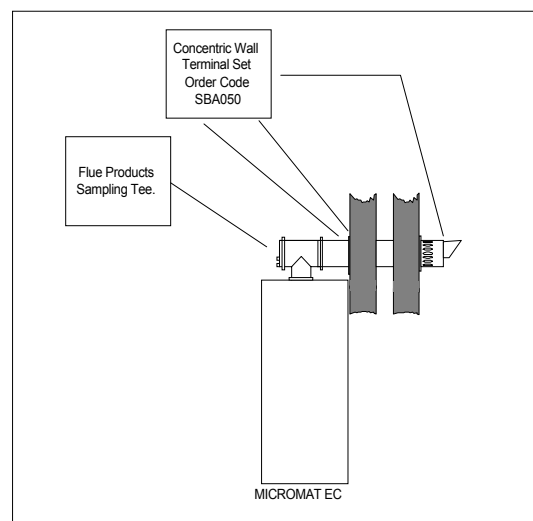 Concentric Wall
Terminal Set
Order Code
SBA050
Flue Products
Sampling Tee.
MICROMAT EC